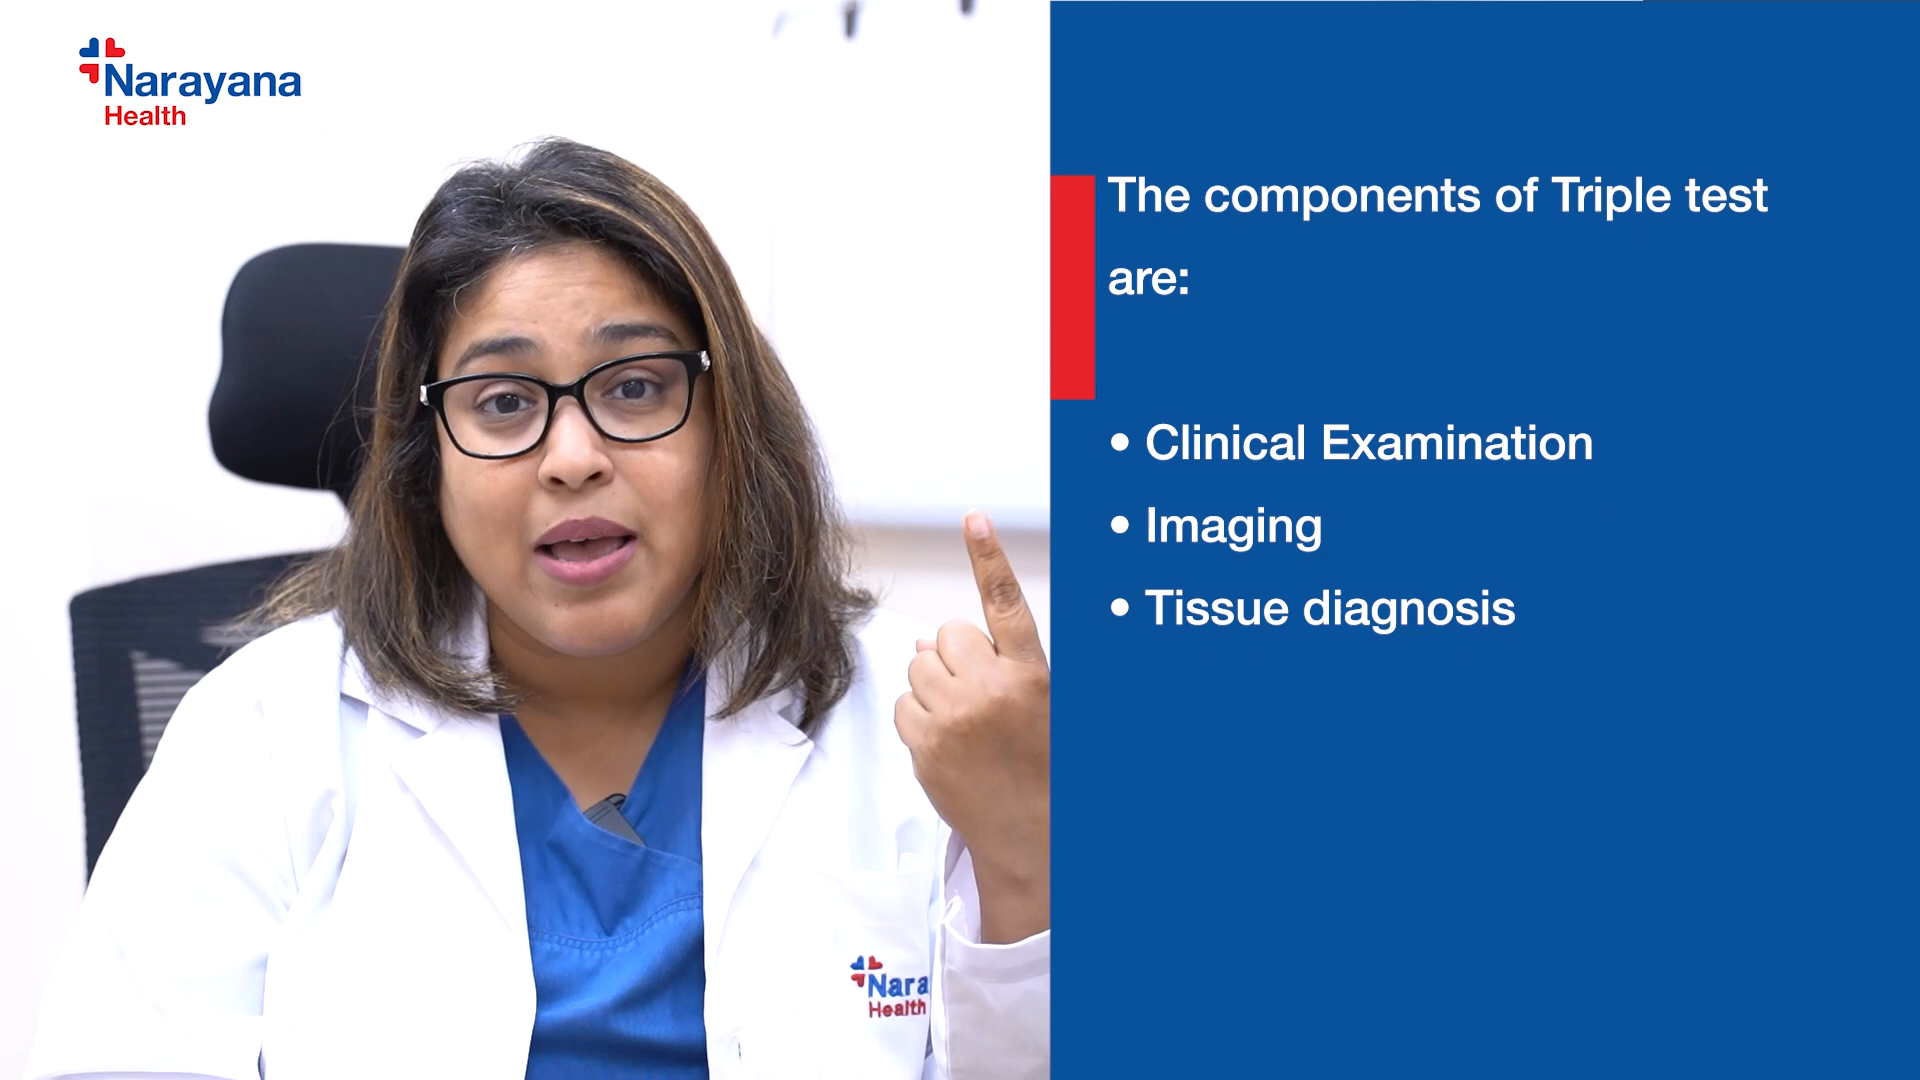 Narayana
Health
The components of Triple test
are:
• Clinical Examination
• Imaging
• Tissue diagnosis
Nara
Health